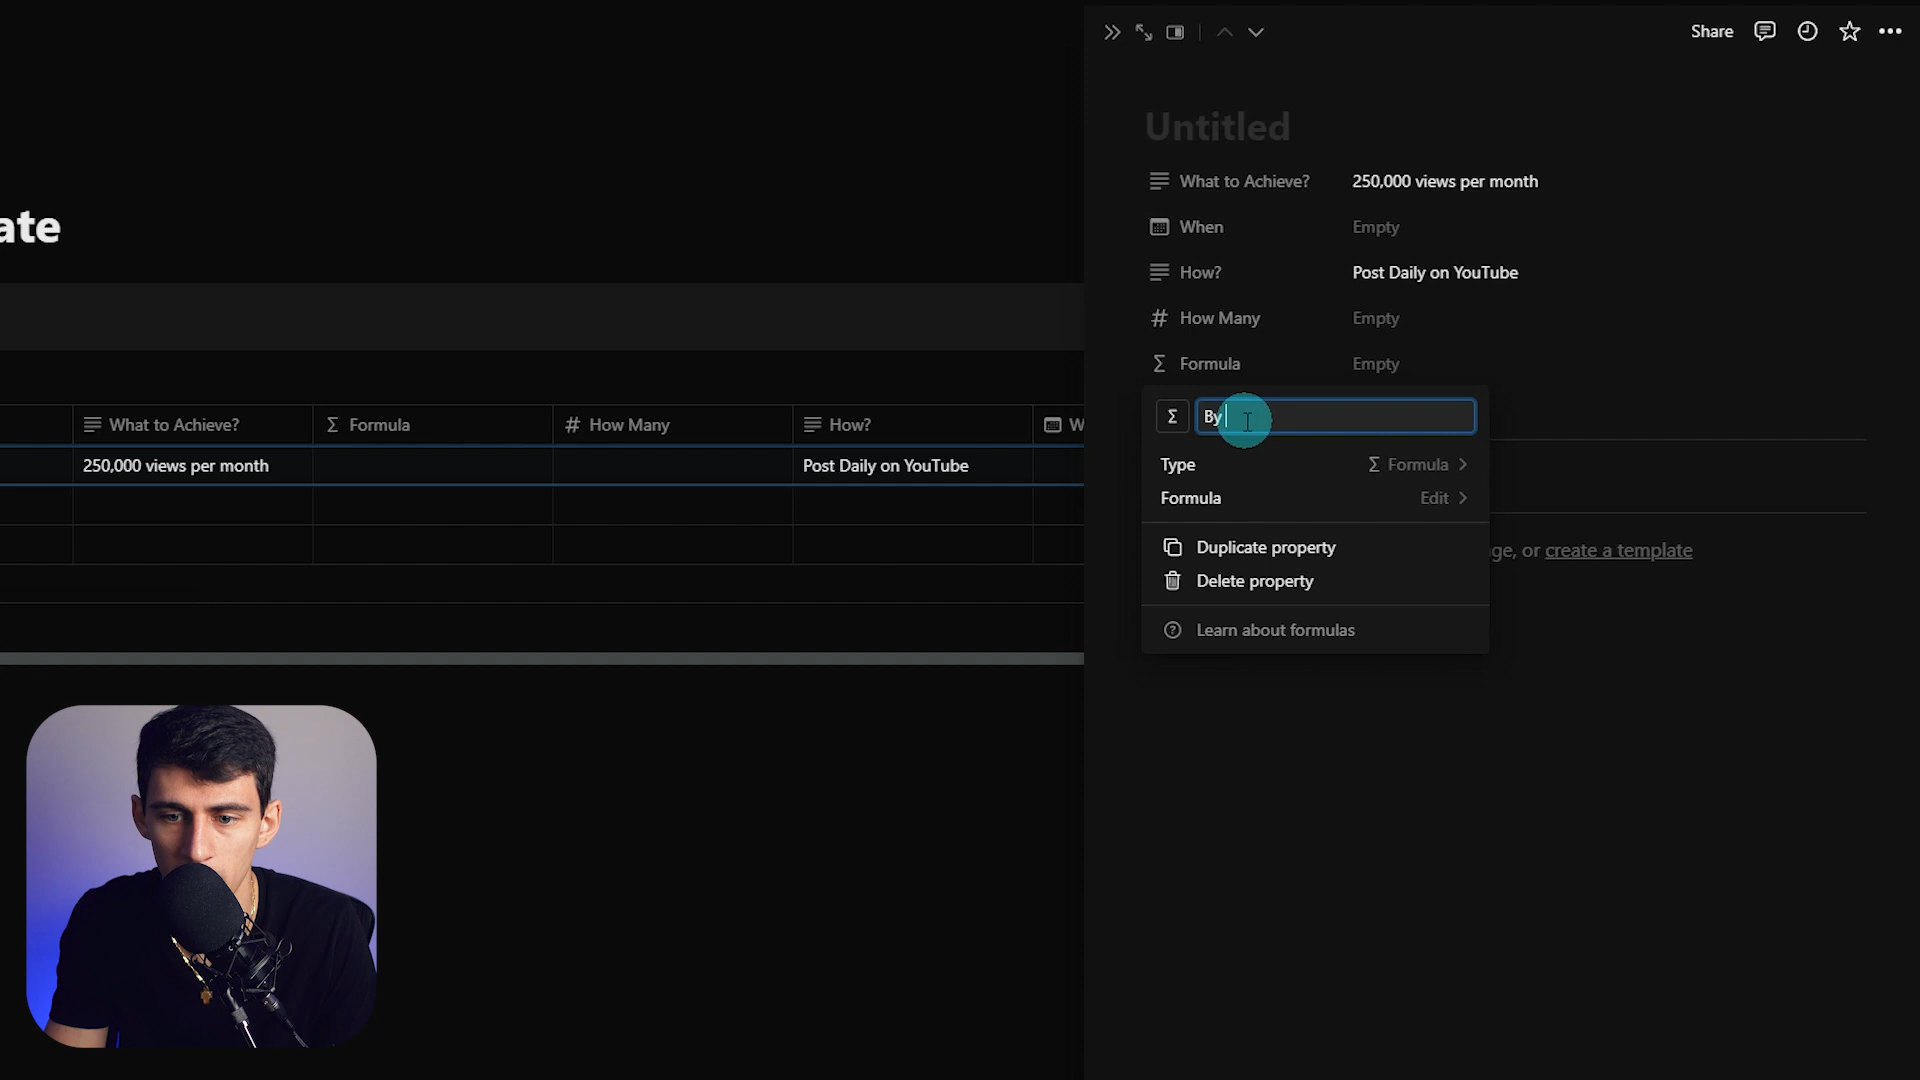 Share
Untitled
What to Achieve? 250,000 views per month
When Empty
How? Post Daily on YouTube
How Many Empty
Formula Empty
By
Type Formula
Formula Edit
Duplicate property
Delete property
Learn about formulas
ge, or create a template
ate
What to Achieve? Formula How Many How? W
250,000 views per month Post Daily on YouTube